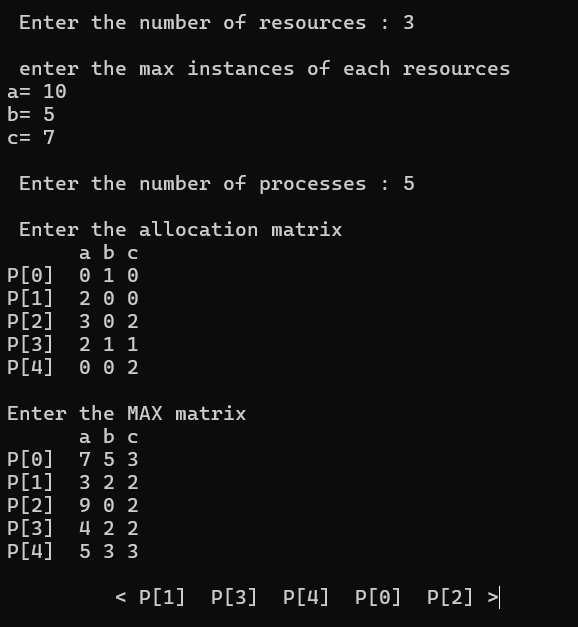 Enter the number of resources : 3
enter the max instances of each resources
a= 10
b= 5
c= 7
Enter the number of processes : 5
Enter the allocation matrix
a b c
P[0] 0 1 0
P[1] 2 0 0
P[2] 3 0 2
P[3] 2 1 1
P[4] 0 0 2
Enter the MAX matrix
a b c
P[0] 7 5 3
P[1] 3 2 2
P[2] 9 0 2
P[3] 4 2 2
P[4] 5 3 3
< P[1] P[3] P[4] P[0] P[2] >